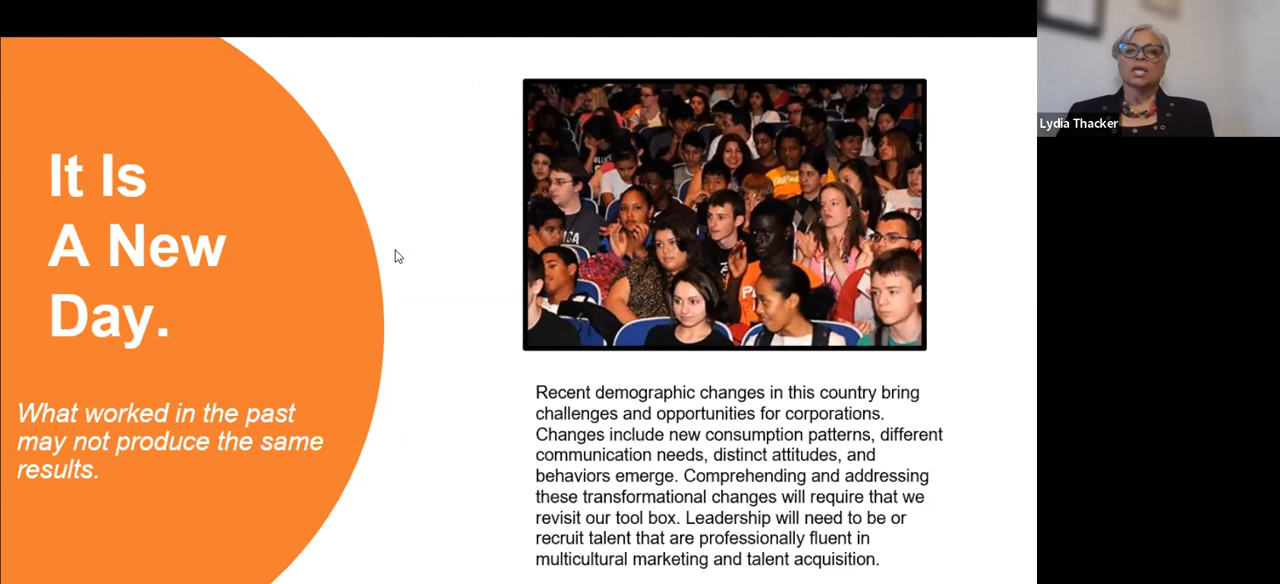 It Is
A New
Day.
What worked in the past
may not produce the same
results.
Recent demographic changes in this country bring
challenges and opportunities for corporations.
Changes include new consumption patterns, different
communication needs, distinct attitudes, and
behaviors emerge. Comprehending and addressing
these transformational changes will require that we
revisit our tool box. Leadership will need to be or
recruit talent that are professionally fluent in
multicultural marketing and talent acquisition.
Lydia Thacker